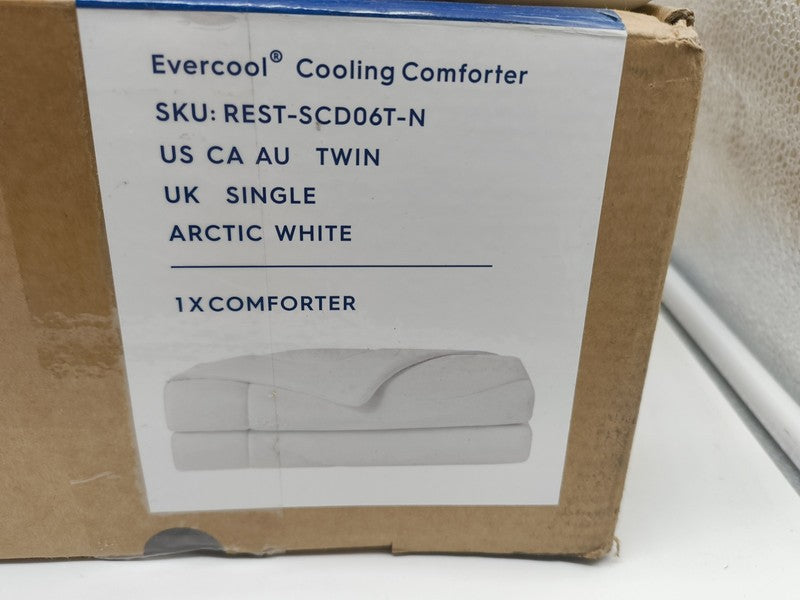 Evercool® Cooling Comforter
SKU: REST-SCD06T-N
US CA AU TWIN
UK SINGLE
ARCTIC WHITE
1 X COMFORTER